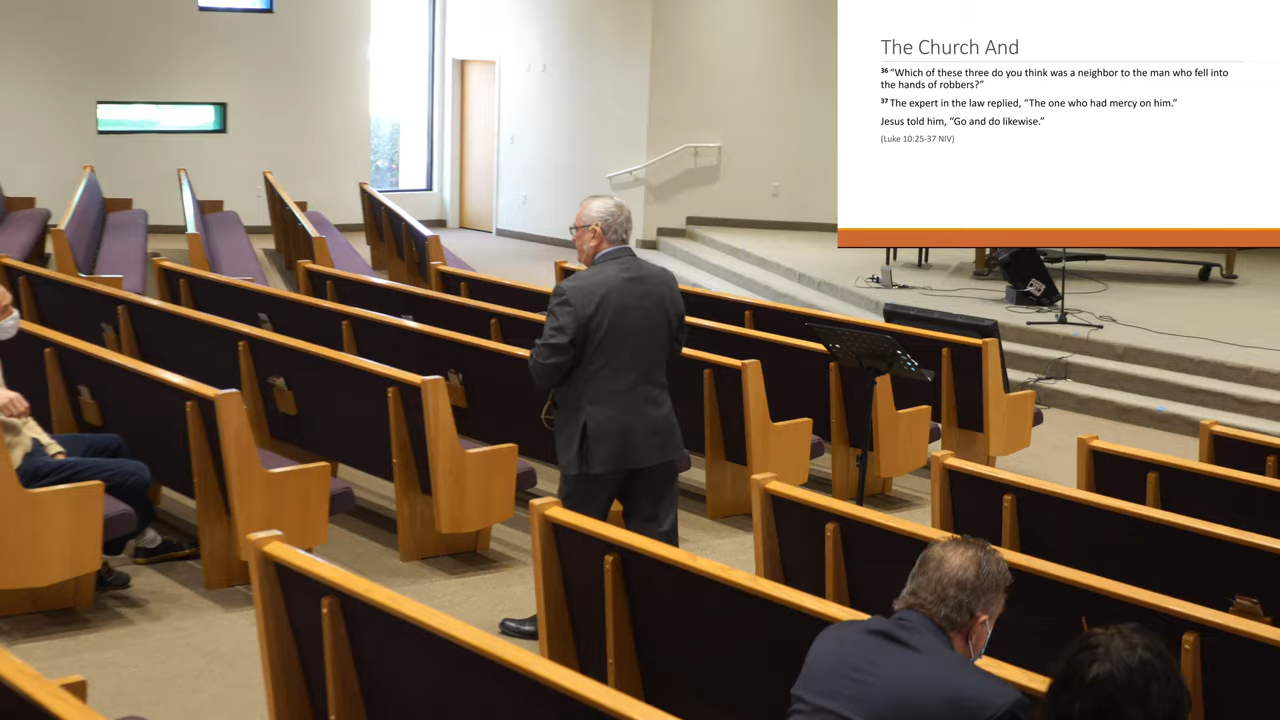 The Church And
36 “Which of these three do you think was a neighbor to the man who fell into
the hands of robbers?”
37 The expert in the law replied, “The one who had mercy on him.”
Jesus told him, “Go and do likewise.”
(Luke 10:25-37 NIV)